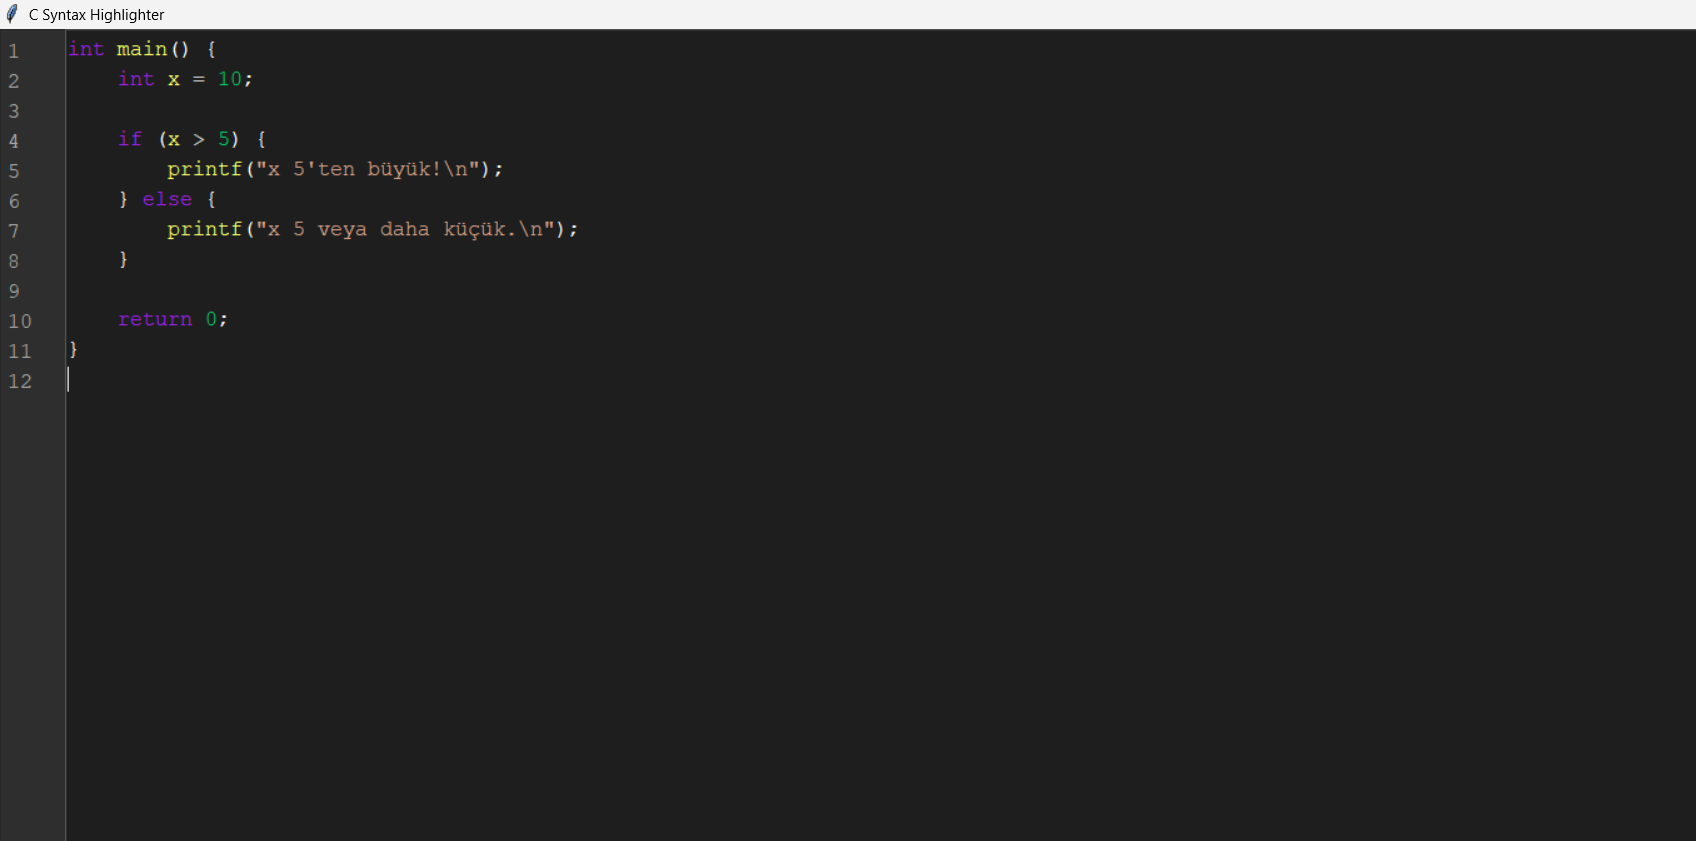 C Syntax Highlighter
1 int main() {
2     int x = 10;
3
4     if (x > 5) {
5         printf("x 5'ten büyük!\n");
6     } else {
7         printf("x 5 veya daha küçük.\n");
8     }
9
10     return 0;
11 }
12